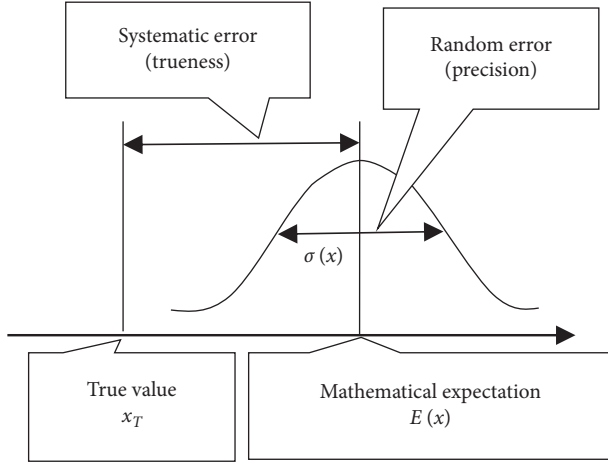 Systematic error
(trueness)
Random error
(precision)
σ (x)
True value
x_T
Mathematical expectation
E (x)